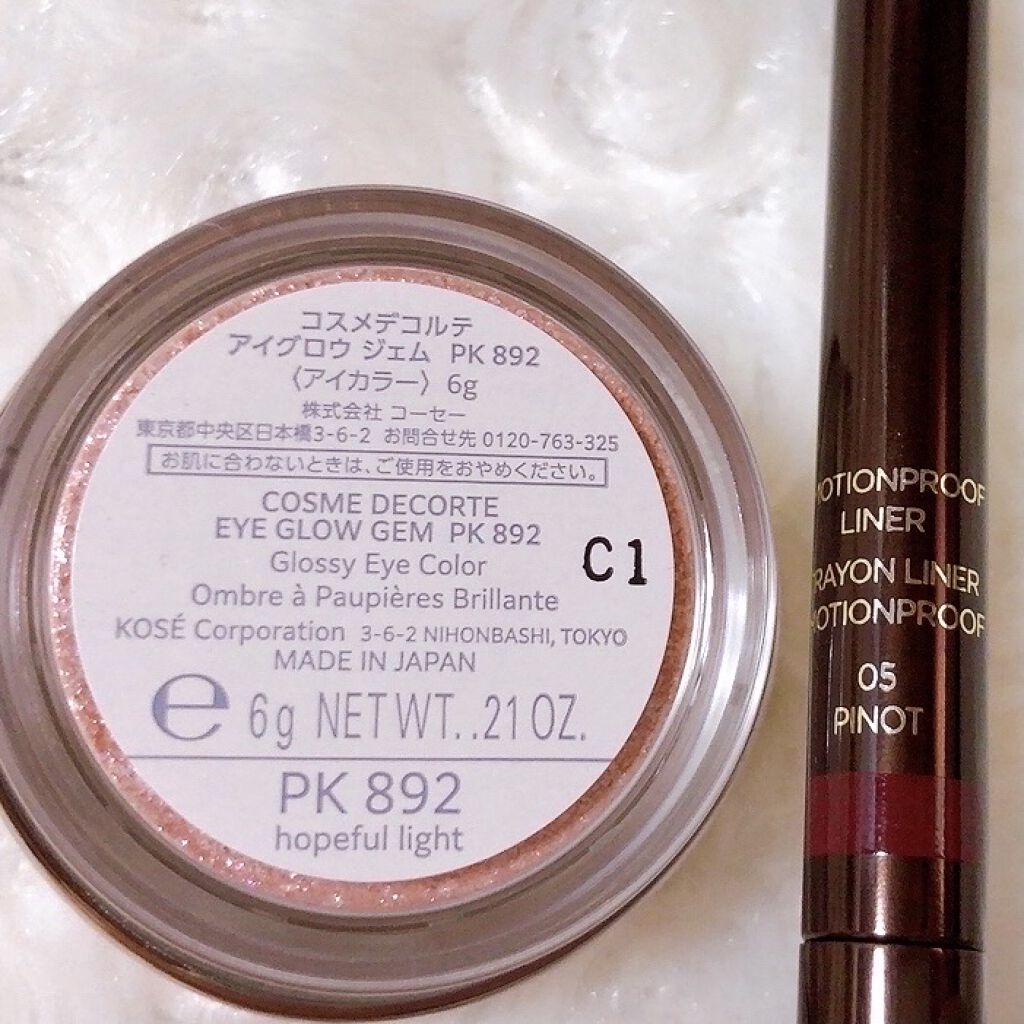 コスメデコルテ
アイグロウ ジェム PK 892
〈アイカラー〉 6g
株式会社 コーセー
東京都中央区日本橋3-6-2 お問合せ先 0120-763-325
お肌に合わないときは、ご使用をおやめください。
COSME DECORTE
EYE GLOW GEM PK 892
Glossy Eye Color
C1
Ombre à Paupières Brillante
KOSÉ Corporation 3-6-2 NIHONBASHI, TOKYO
MADE IN JAPAN
e 6g NET WT. .21 OZ.
PK 892
hopeful light
MOTIONPROOF
LINER
RAYON LINER
MOTIONPROOF
05
PINOT